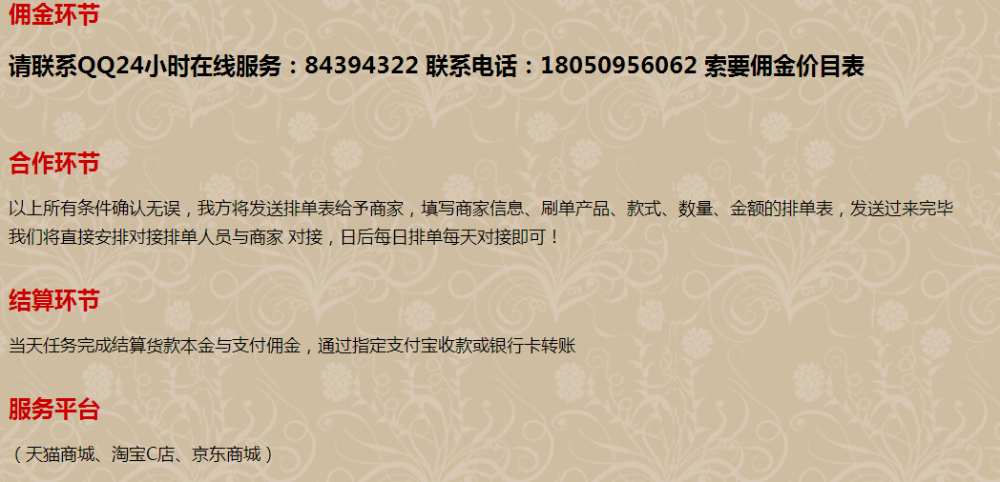 佣金环节
请联系QQ24小时在线服务：84394322 联系电话：18050956062 索要佣金价目表
合作环节
以上所有条件确认无误，我方将发送排单表给予商家，填写商家信息、刷单产品、款式、数量、金额的排单表，发送过来完毕
我们将直接安排对接排单人员与商家 对接，日后每日排单每天对接即可！
结算环节
当天任务完成结算货款本金与支付佣金，通过指定支付宝收款或银行卡转账
服务平台
（天猫商城、淘宝C店、京东商城）